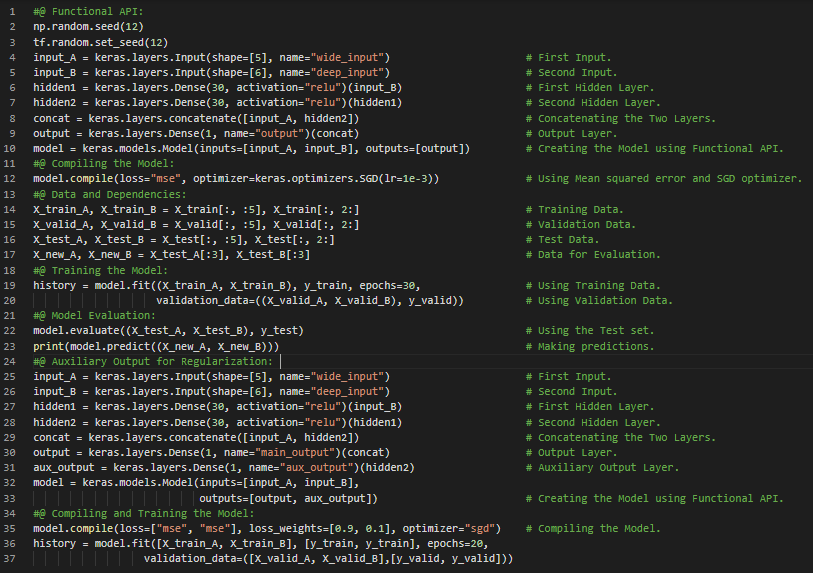 1 #@ Functional API:
2 np.random.seed(12)
3 tf.random.set_seed(12)
4 input_A = keras.layers.Input(shape=[5], name="wide_input") # First Input.
5 input_B = keras.layers.Input(shape=[6], name="deep_input") # Second Input.
6 hidden1 = keras.layers.Dense(30, activation="relu")(input_B) # First Hidden Layer.
7 hidden2 = keras.layers.Dense(30, activation="relu")(hidden1) # Second Hidden Layer.
8 concat = keras.layers.concatenate([input_A, hidden2]) # Concatenating the Two Layers.
9 output = keras.layers.Dense(1, name="output")(concat) # Output Layer.
10 model = keras.models.Model(inputs=[input_A, input_B], outputs=[output]) # Creating the Model using Functional API.
11 #@ Compiling the Model:
12 model.compile(loss="mse", optimizer=keras.optimizers.SGD(lr=1e-3)) # Using Mean squared error and SGD optimizer.
13 #@ Data and Dependencies:
14 X_train_A, X_train_B = X_train[:, :5], X_train[:, 2:] # Training Data.
15 X_valid_A, X_valid_B = X_valid[:, :5], X_valid[:, 2:] # Validation Data.
16 X_test_A, X_test_B = X_test[:, :5], X_test[:, 2:] # Test Data.
17 X_new_A, X_new_B = X_test_A[:3], X_test_B[:3] # Data for Evaluation.
18 #@ Training the Model:
19 history = model.fit((X_train_A, X_train_B), y_train, epochs=30, # Using Training Data.
20 validation_data=((X_valid_A, X_valid_B), y_valid)) # Using Validation Data.
21 #@ Model Evaluation:
22 model.evaluate((X_test_A, X_test_B), y_test) # Using the Test set.
23 print(model.predict((X_new_A, X_new_B))) # Making predictions.
24 #@ Auxiliary Output for Regularization:
25 input_A = keras.layers.Input(shape=[5], name="wide_input") # First Input.
26 input_B = keras.layers.Input(shape=[6], name="deep_input") # Second Input.
27 hidden1 = keras.layers.Dense(30, activation="relu")(input_B) # First Hidden Layer.
28 hidden2 = keras.layers.Dense(30, activation="relu")(hidden1) # Second Hidden Layer.
29 concat = keras.layers.concatenate([input_A, hidden2]) # Concatenating the Two Layers.
30 output = keras.layers.Dense(1, name="main_output")(concat) # Output Layer.
31 aux_output = keras.layers.Dense(1, name="aux_output")(hidden2) # Auxiliary Output Layer.
32 model = keras.models.Model(inputs=[input_A, input_B],
33 outputs=[output, aux_output]) # Creating the Model using Functional API.
34 #@ Compiling and Training the Model:
35 model.compile(loss=["mse", "mse"], loss_weights=[0.9, 0.1], optimizer="sgd") # Compiling the Model.
36 history = model.fit([X_train_A, X_train_B], [y_train, y_train], epochs=20,
37 validation_data=([X_valid_A, X_valid_B],[y_valid, y_valid]))